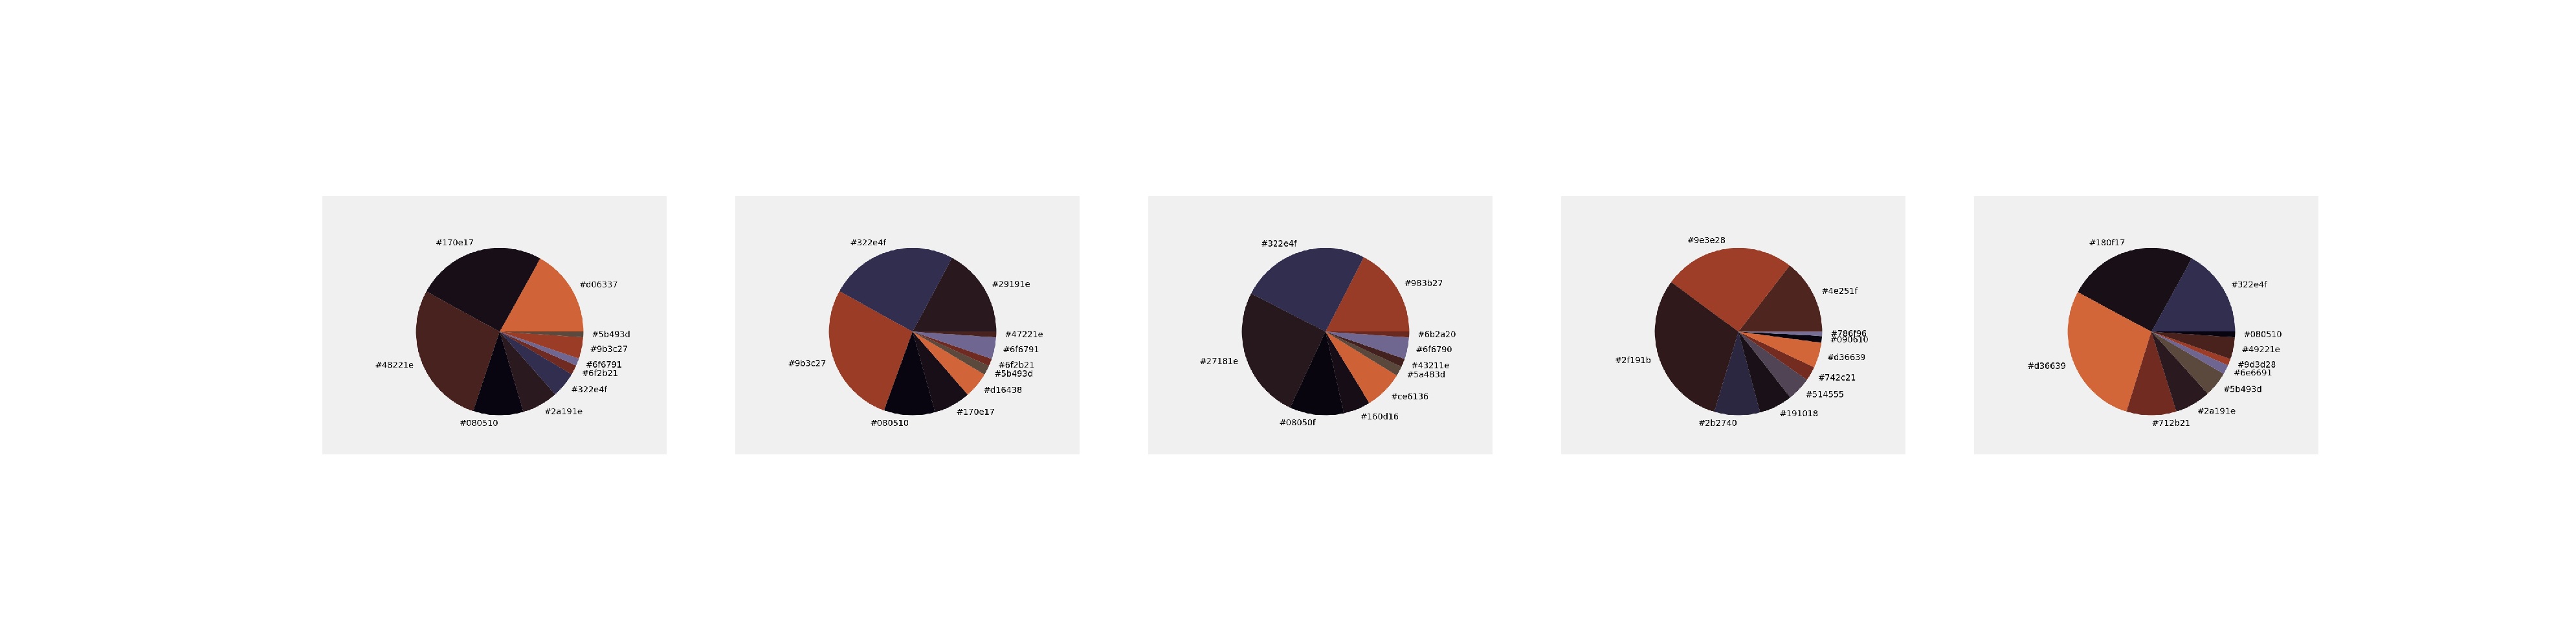 #170e17
#d06337
#5b493d
#9b3c27
#6f6791
#6f2b21
#322e4f
#2a191e
#080510
#48221e
#322e4f
#29191e
#47221e
#6f6791
#6f2b21
#5b493d
#d16438
#170e17
#080510
#9b3c27
#322e4f
#983b27
#6b2a20
#6f6790
#43211e
#5a483d
#ce6136
#160d16
#08050f
#27181e
#9e3e28
#4e251f
#786f96
#090610
#d36639
#742c21
#514555
#191018
#2b2740
#2f191b
#180f17
#322e4f
#080510
#49221e
#9d3d28
#6e6691
#5b493d
#2a191e
#712b21
#d36639